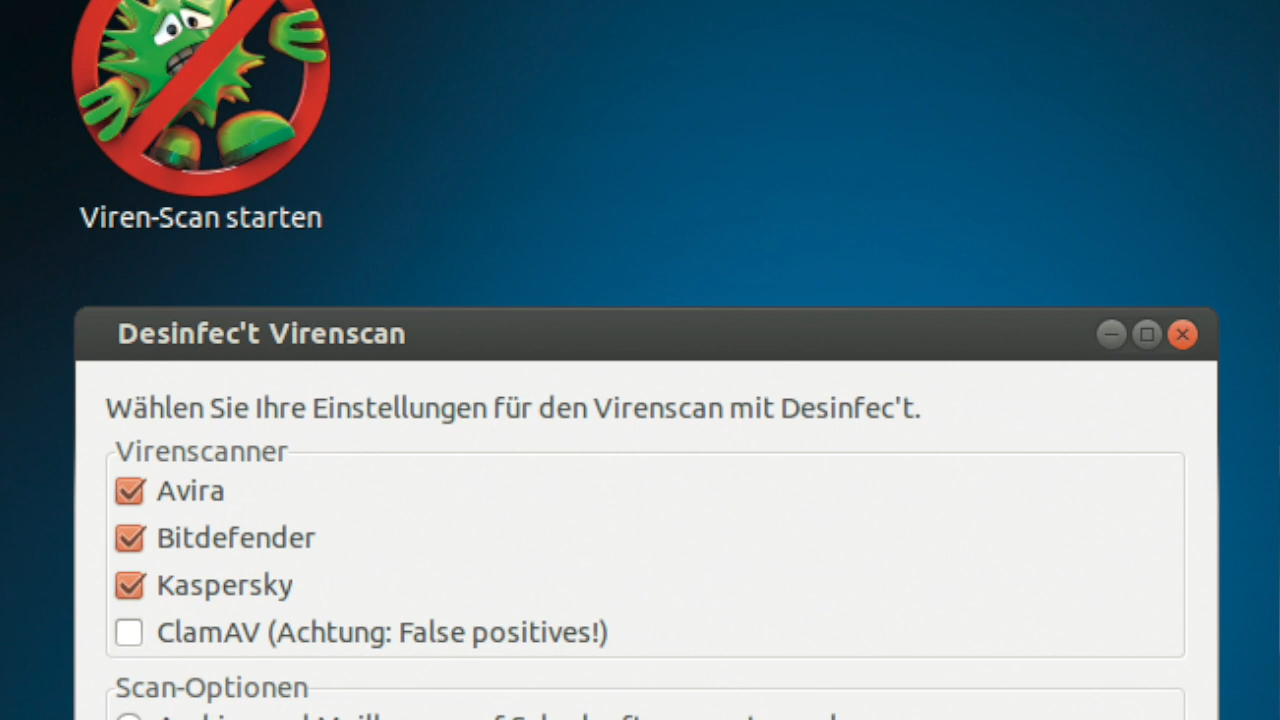 Viren-Scan starten
Desinfec't Virenscan
Wählen Sie Ihre Einstellungen für den Virenscan mit Desinfec't.
Virenscanner
Avira
Bitdefender
Kaspersky
ClamAV (Achtung: False positives!)
Scan-Optionen